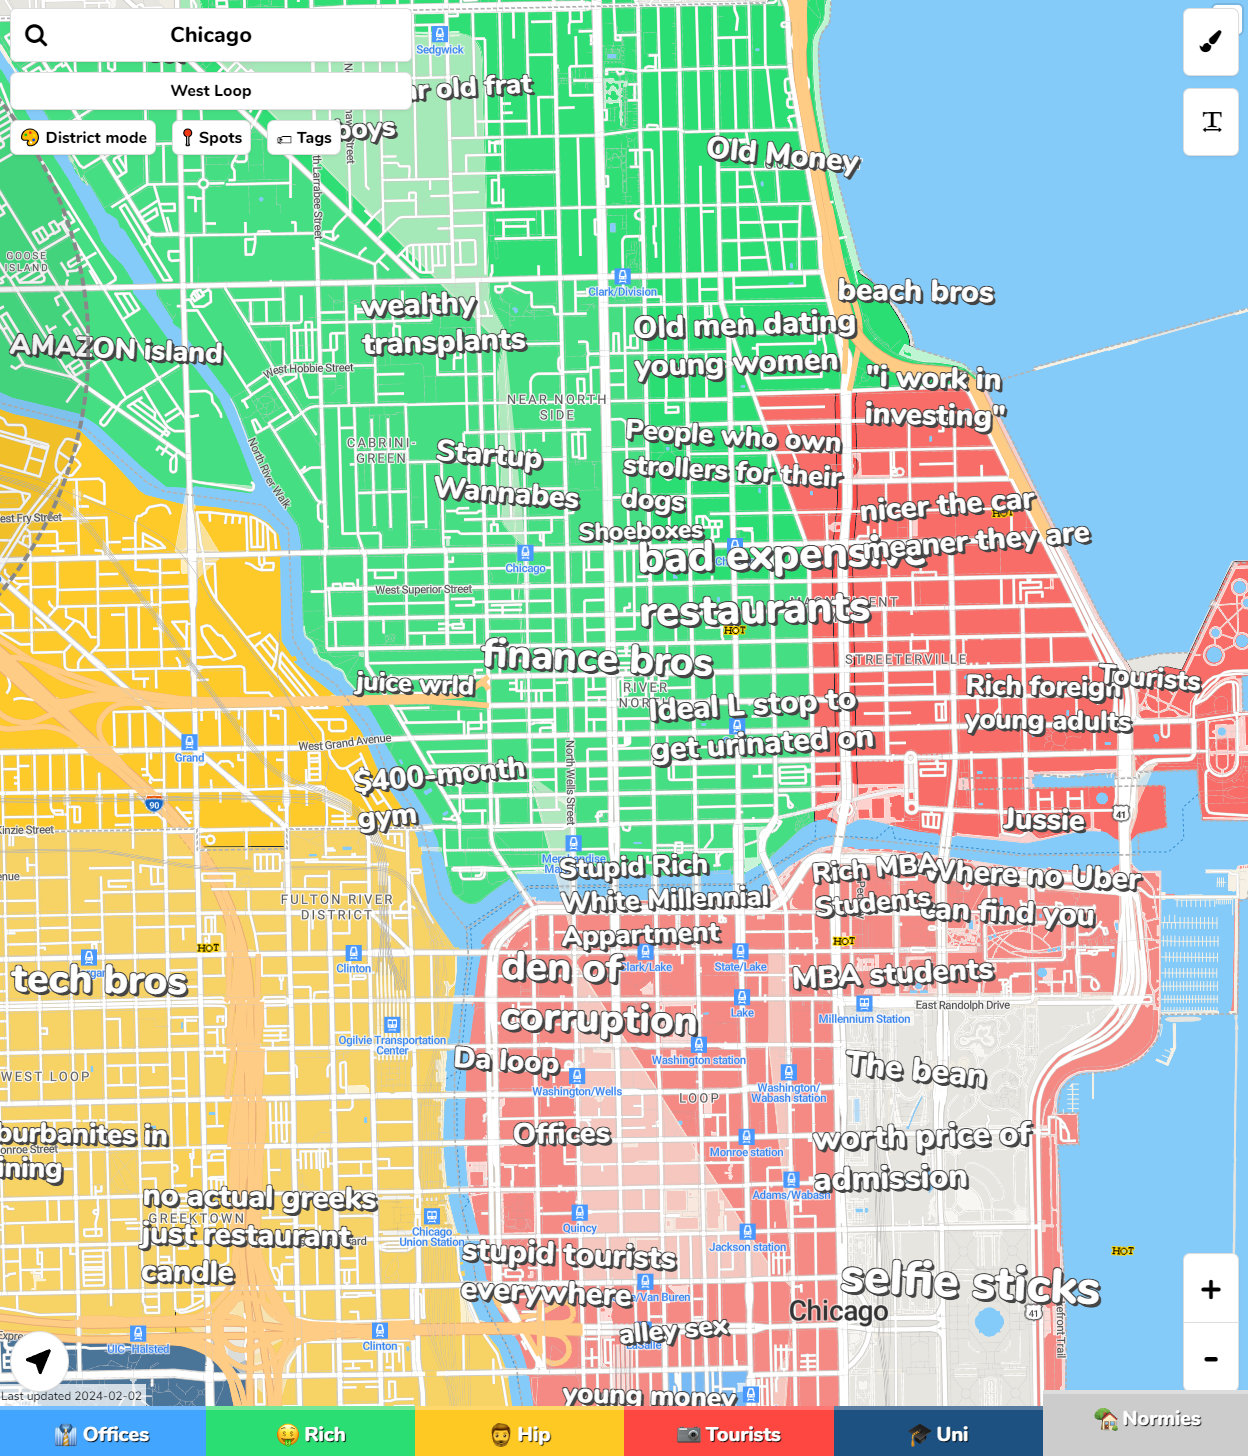 Chicago
West Loop
District mode
Spots
Tags
Sedgwick
old frat
boys
Old Money
GOOSE
ISLAND
Clark/Division
beach bros
wealthy
transplants
Old men dating
young women
AMAZON island
West Hobbie Street
"i work in
investing"
NEAR NORTH
SIDE
CABRINI-
GREEN
Startup
Wannabes
People who own
strollers for their
dogs
North River Walk
Shoeboxes
nicer the car
meaner they are
HOT
bad expensive
restaurants
HOT
Chicago
West Superior Street
STREETERVILLE
finance bros
juice wrld
RIVER
NORTH
Ideal L stop to
get urinated on
Rich foreign
young adults
Tourists
Grand
West Grand Avenue
North Wells Street
$400-month
gym
90
Kinzie Street
Jussie
41
Stupid Rich
White Millennial
Appartment
Rich MBA
Students
Where no Uber
can find you
FULTON RIVER
DISTRICT
HOT
HOT
tech bros
Clinton
den of
corruption
Clark/Lake
State/Lake
MBA students
Lake
Millennium Station
East Randolph Drive
Ogilvie Transportation
Center
Washington station
Da loop
Washington/Wells
Washington/
Wabash station
The bean
WEST LOOP
LOOP
burbanites in
ining
Offices
Monroe station
worth price of
admission
Adams/Wabash
no actual greeks
just restaurant
candle
GREEKTOWN
Chicago
Union Station
Quincy
Jackson station
HOT
stupid tourists
everywhere
selfie sticks
Chicago
41
alley sex
LaSalle
UIC-Halsted
Clinton
young money
+
-
Last updated 2024-02-02
Offices
Rich
Hip
Tourists
Uni
Normies